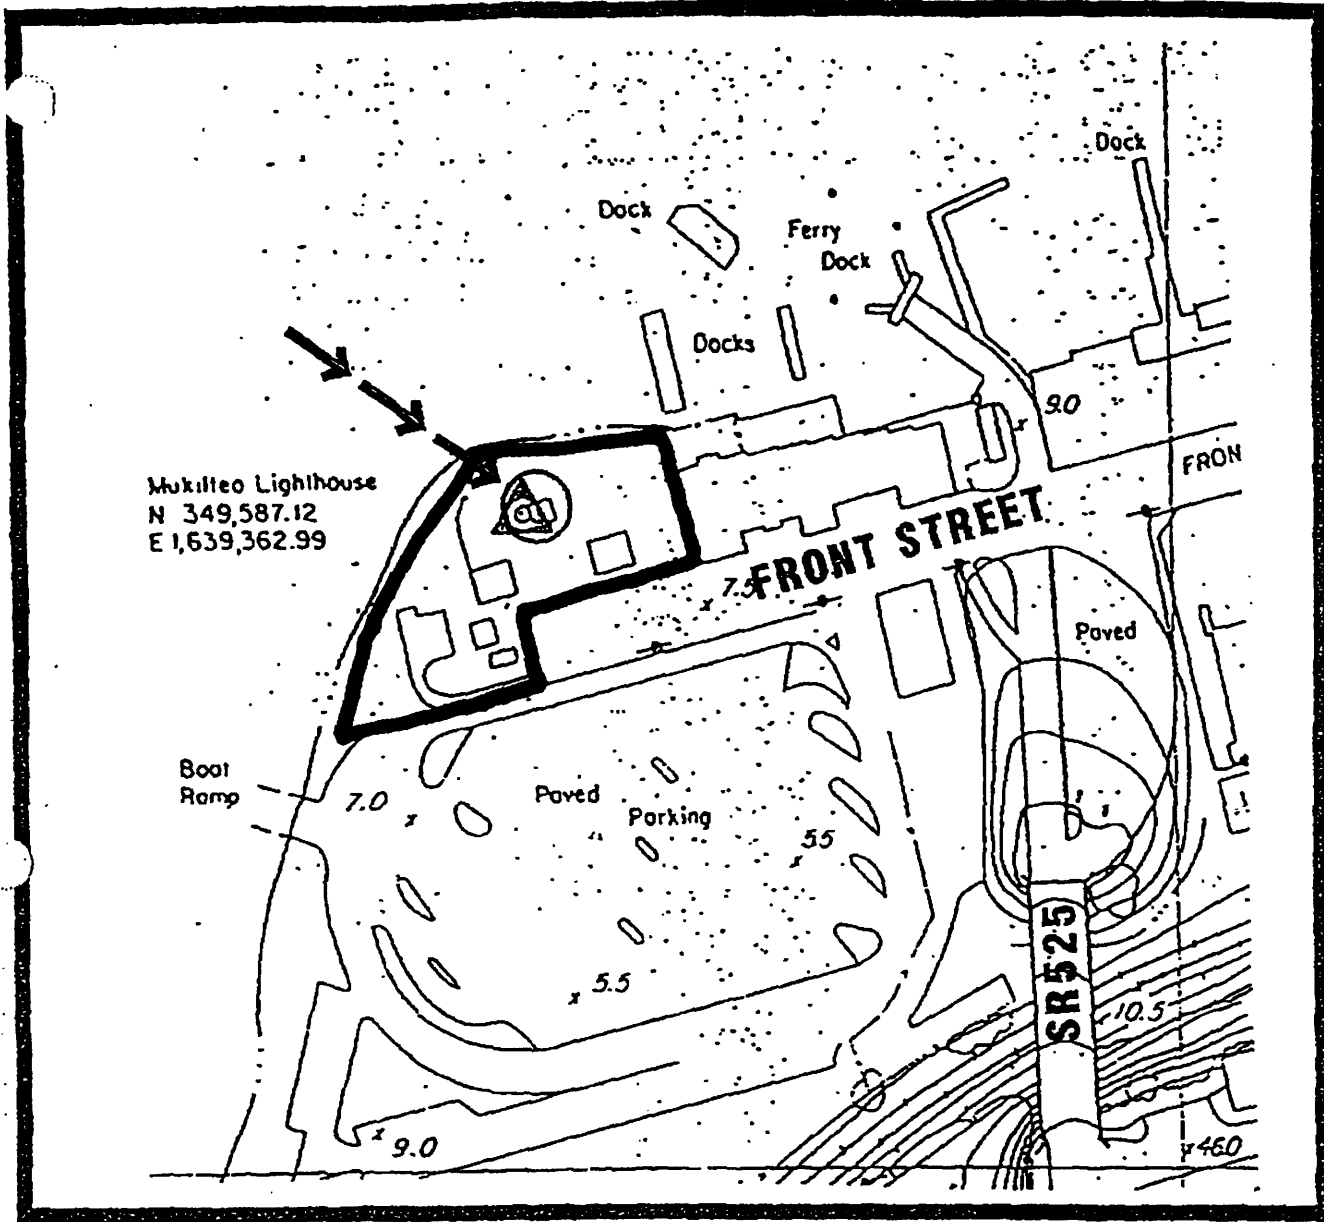 Dock
Dock
Ferry
Dock
Docks
9.0
Mukilteo Lighthouse
N 349,587.12
E 1,639,362.99
FRON
FRONT STREET
7.5
Paved
Boat
Ramp
7.0
Paved
Parking
5.5
5.5
SR525
10.5
9.0
46.0